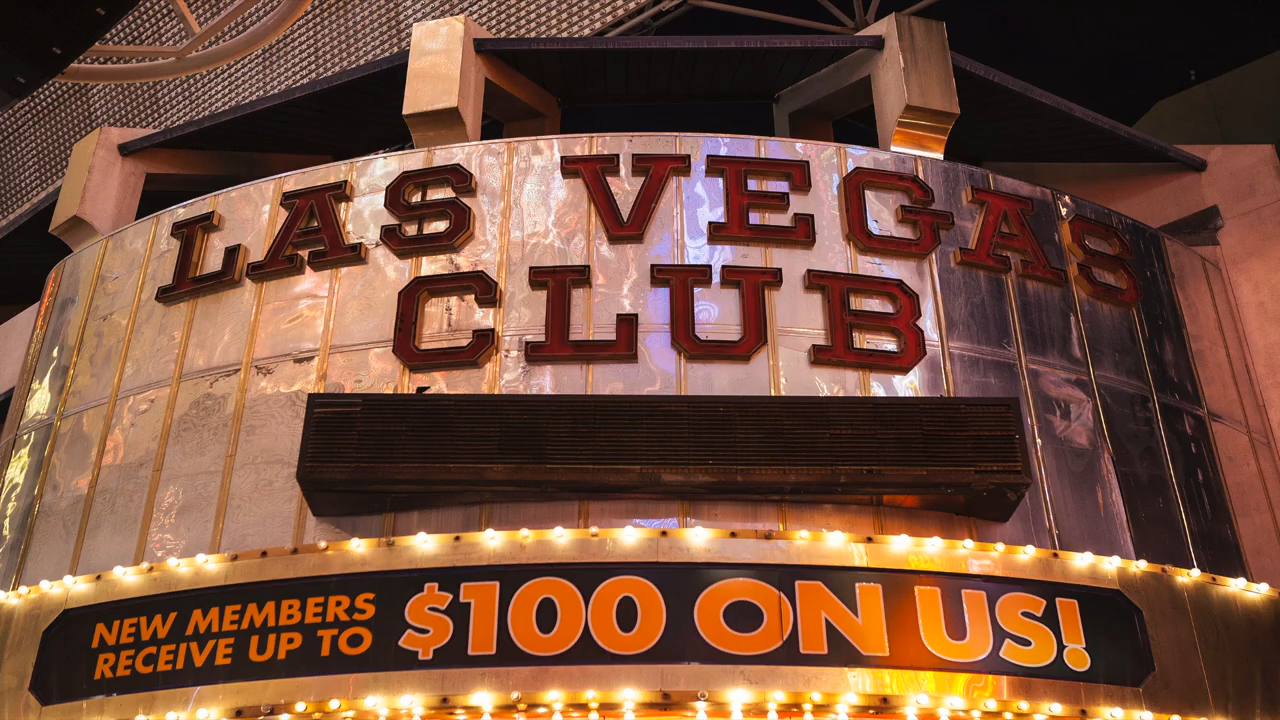 LAS VEGAS
CLUB
NEW MEMBERS
RECEIVE UP TO
$100 ON US!